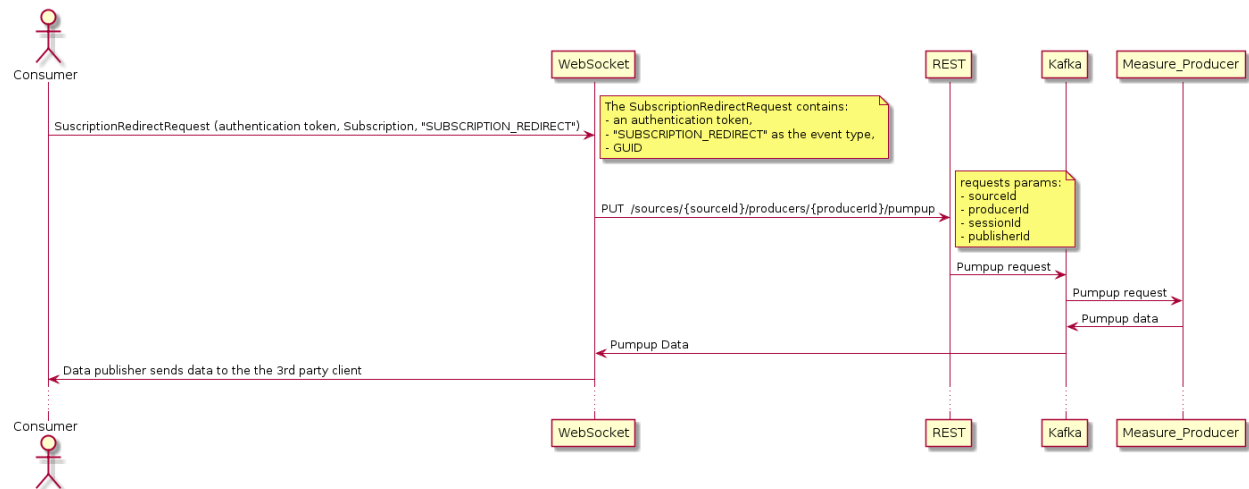 Consumer
WebSocket
REST
Kafka
Measure_Producer
The SubscriptionRedirectRequest contains:
- an authentication token,
- "SUBSCRIPTION_REDIRECT" as the event type,
- GUID
SuscriptionRedirectRequest (authentication token, Subscription, "SUBSCRIPTION_REDIRECT")
requests params:
- sourceId
- producerId
- sessionId
- publisherId
PUT /sources/{sourceId}/producers/{producerId}/pumpup
Pumpup request
Pumpup request
Pumpup data
Pumpup Data
Data publisher sends data to the the 3rd party client
Consumer
WebSocket
REST
Kafka
Measure_Producer